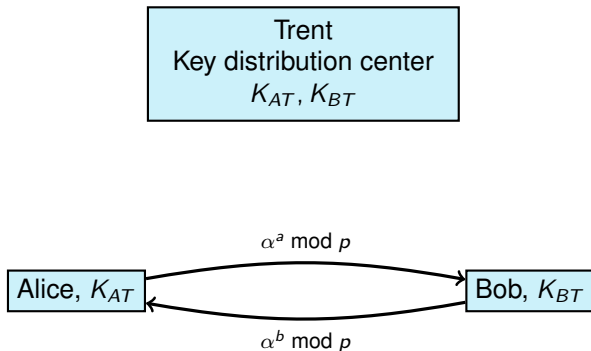 Trent
Key distribution center
K_AT, K_BT
α^a mod p
Alice, K_AT
Bob, K_BT
α^b mod p